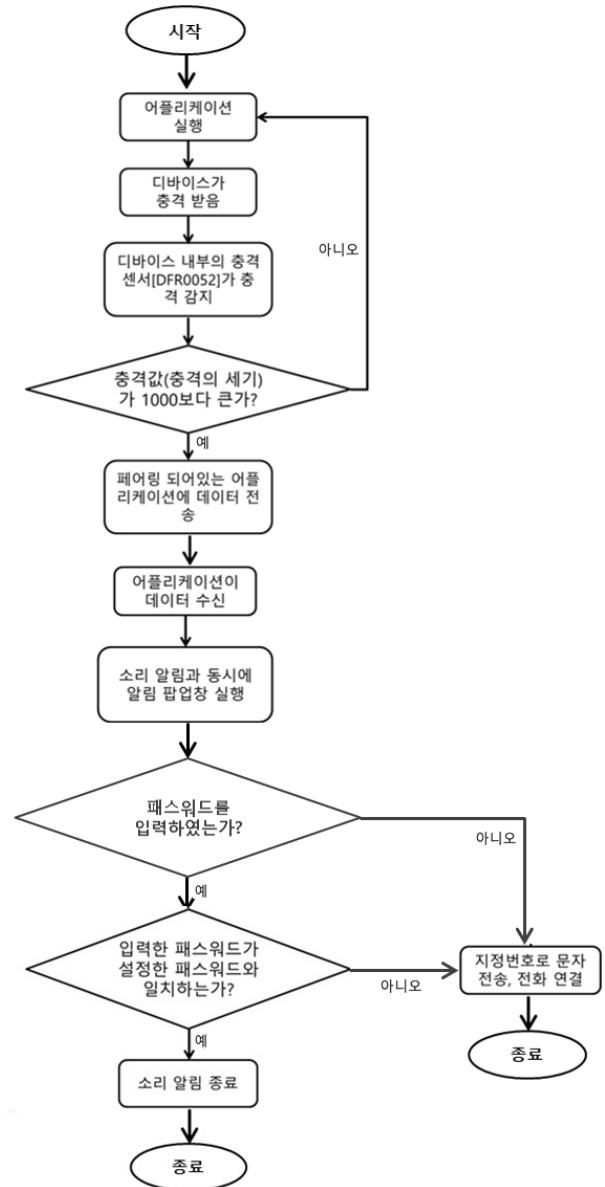 시작
어플리케이션
실행
디바이스가
충격 받음
아니오
디바이스 내부의 충격
센서[DFR0052]가 충
격 감지
충격값(충격의 세기)
가 1000보다 큰가?
예
페어링 되어있는 어플
리케이션에 데이터 전
송
어플리케이션이
데이터 수신
소리 알림과 동시에
알림 팝업창 실행
패스워드를
입력하였는가?
아니오
예
입력한 패스워드가
설정한 패스워드와
일치하는가?
아니오
지정번호로 문자
전송, 전화 연결
종료
예
소리 알림 종료
종료